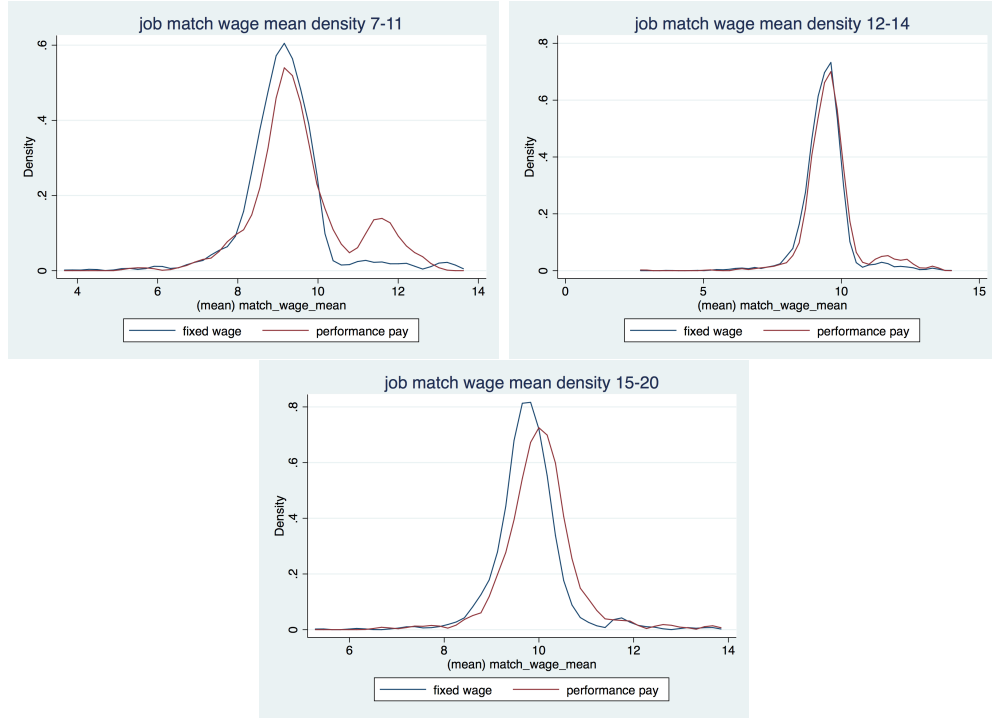 job match wage mean density 7-11
Density
0 .2 .4 .6
4 6 8 10 12 14
(mean) match_wage_mean
fixed wage performance pay
job match wage mean density 12-14
Density
0 .2 .4 .6 .8
0 5 10 15
(mean) match_wage_mean
fixed wage performance pay
job match wage mean density 15-20
Density
0 .2 .4 .6 .8
6 8 10 12 14
(mean) match_wage_mean
fixed wage performance pay